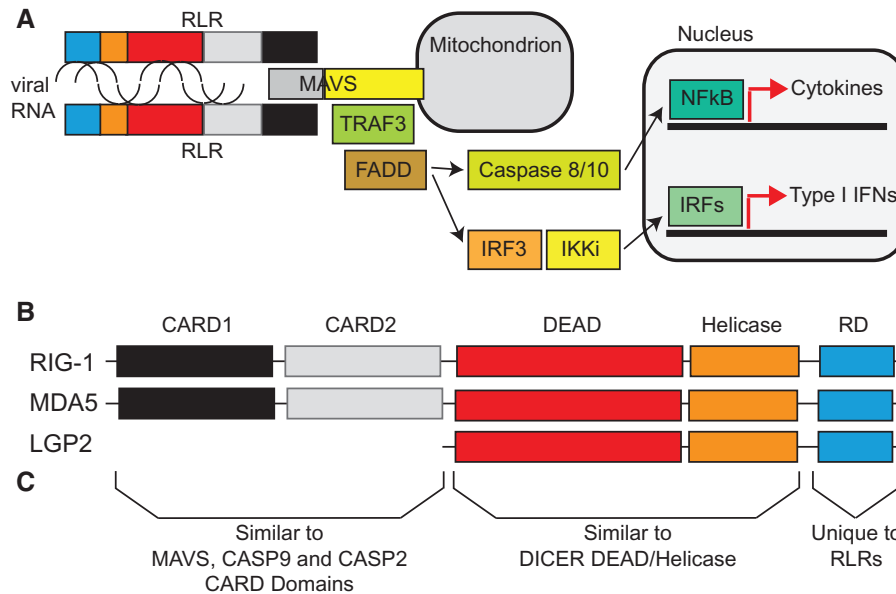 A
RLR
viral
RNA
RLR
MAVS
Mitochondrion
TRAF3
FADD
Caspase 8/10
IRF3
IKKi
Nucleus
NFkB
Cytokines
IRFs
Type I IFNs
B
CARD1
CARD2
DEAD
Helicase
RD
RIG-1
MDA5
LGP2
C
Similar to
MAVS, CASP9 and CASP2
CARD Domains
Similar to
DICER DEAD/Helicase
Unique to
RLRs